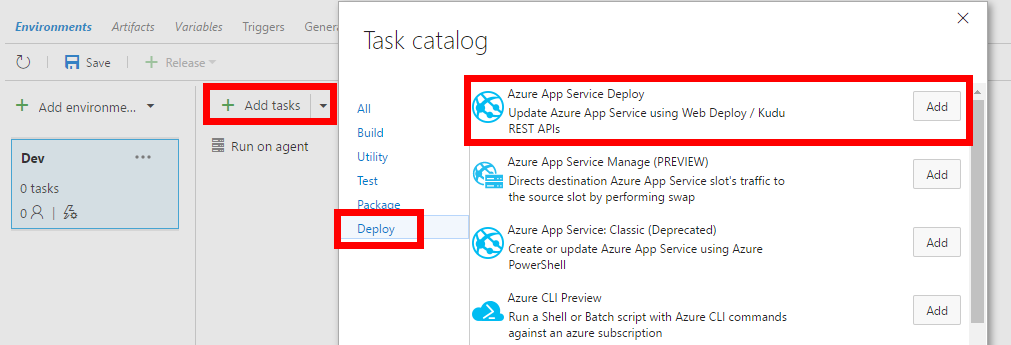 Environments Artifacts Variables Triggers Genera
Save Release
Add environme...
Dev
0 tasks
0
Add tasks
Run on agent
Task catalog
All
Build
Utility
Test
Package
Deploy
Azure App Service Deploy
Update Azure App Service using Web Deploy / Kudu
REST APIs
Add
Azure App Service Manage (PREVIEW)
Directs destination Azure App Service slot's traffic to
the source slot by performing swap
Add
Azure App Service: Classic (Deprecated)
Create or update Azure App Service using Azure
PowerShell
Add
Azure CLI Preview
Run a Shell or Batch script with Azure CLI commands
against an azure subscription
Add